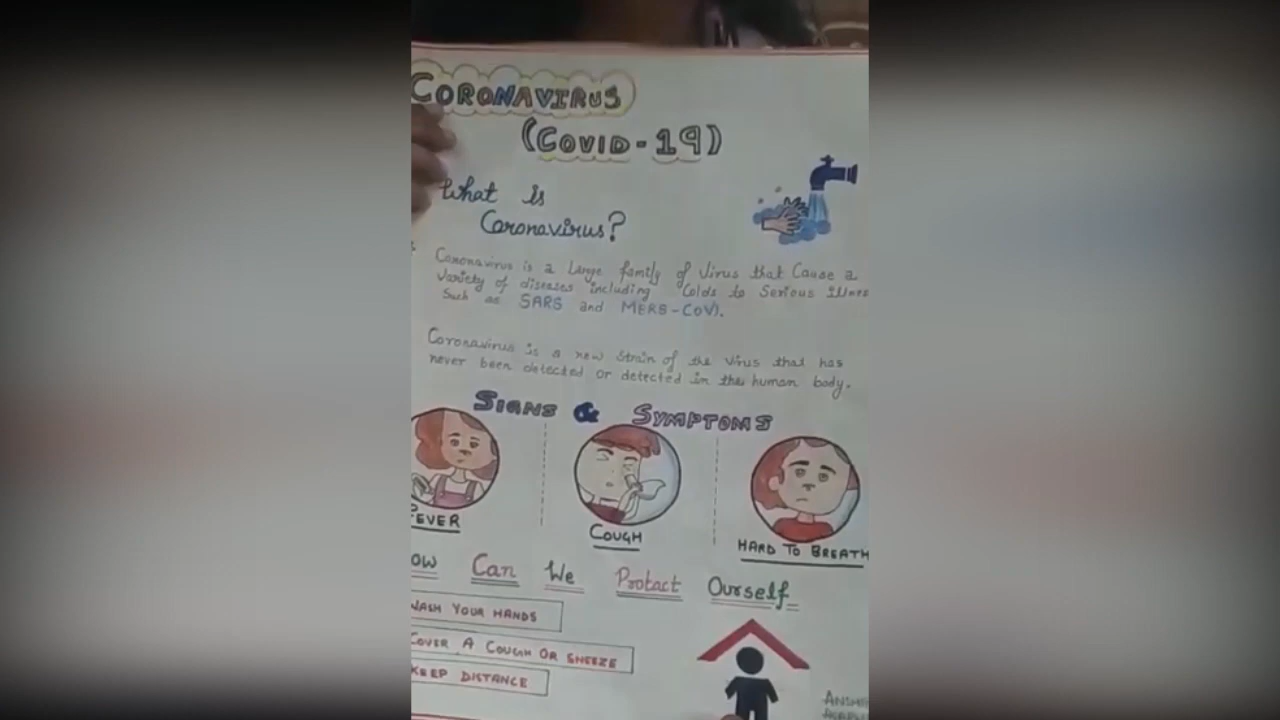 CORONAVIRUS
(COVID-19)
What is
Coronavirus?
Coronavirus is a large family of Virus that Cause a
Variety of diseases including Colds to Serious illness
Such as SARS and MERS-COV).
Coronavirus is a new Strain of the Virus that has
never been detected or detected in the human body.
SIGNS & SYMPTOMS
FEVER
COUGH
HARD TO BREATH
ow Can We Protact Ourself
WASH YOUR HANDS
COVER A COUGH OR SNEEZE
KEEP DISTANCE